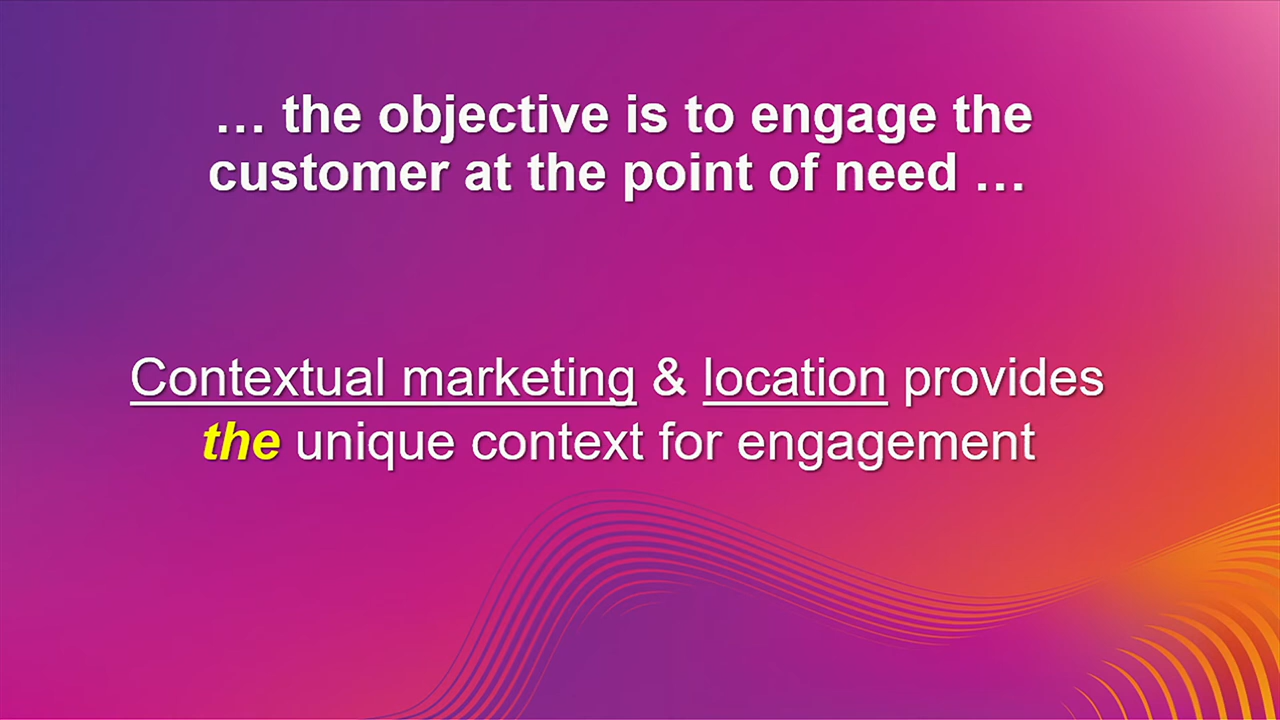 … the objective is to engage the
customer at the point of need …
Contextual marketing & location provides
the unique context for engagement